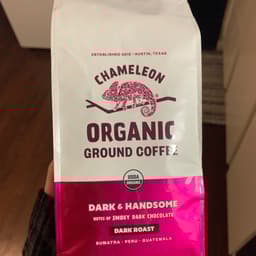 ESTABLISHED 2010 • AUSTIN, TEXAS
CHAMELEON
ORGANIC
GROUND COFFEE
USDA
ORGANIC
DARK & HANDSOME
NOTES OF SMOKY DARK CHOCOLATE
DARK ROAST
SUMATRA • PERU • GUATEMALA